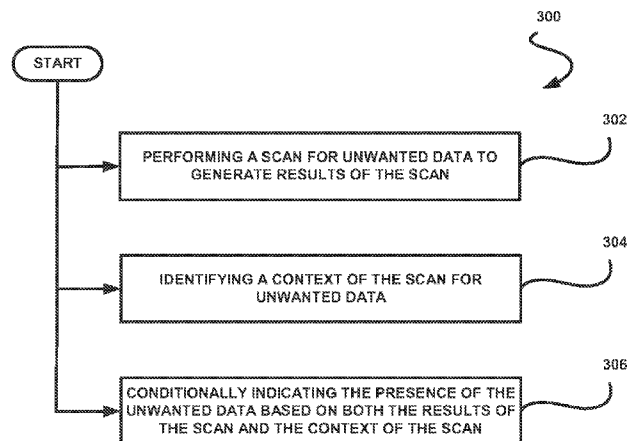 300
START
302
PERFORMING A SCAN FOR UNWANTED DATA TO
GENERATE RESULTS OF THE SCAN
304
IDENTIFYING A CONTEXT OF THE SCAN FOR
UNWANTED DATA
306
CONDITIONALLY INDICATING THE PRESENCE OF THE
UNWANTED DATA BASED ON BOTH THE RESULTS OF
THE SCAN AND THE CONTEXT OF THE SCAN